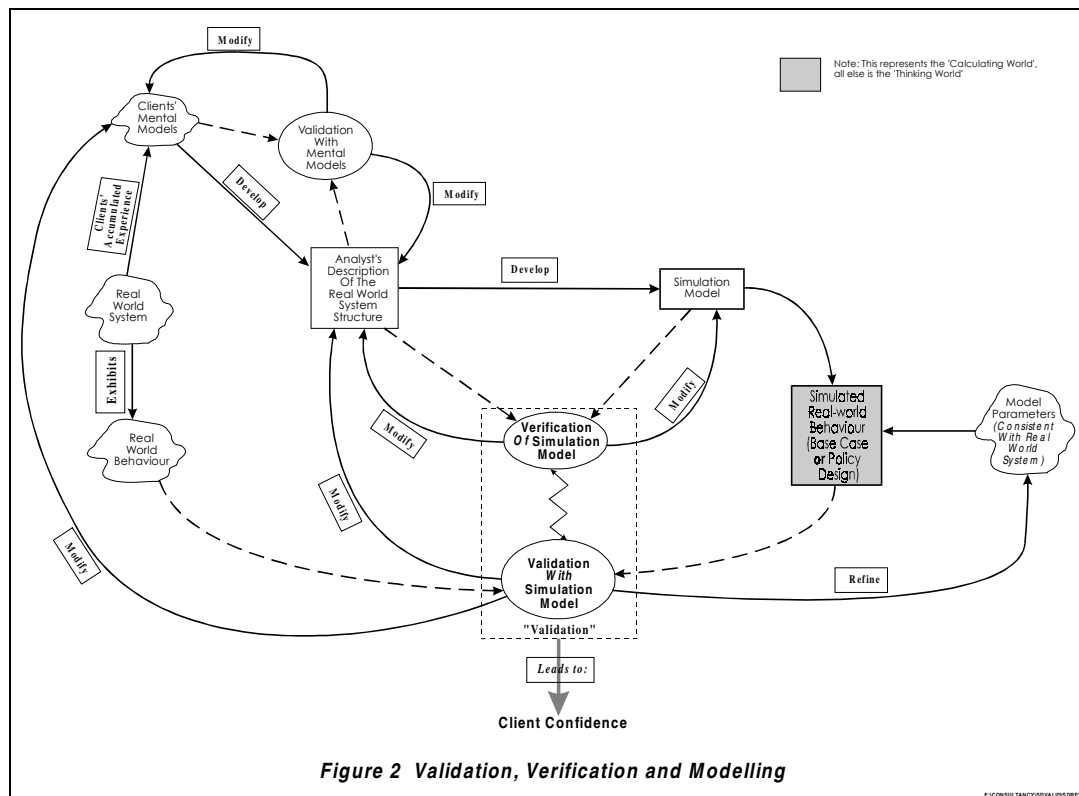 Modify
Note: This represents the 'Calculating World',
all else is the 'Thinking World'
Clients'
Mental
Models
Validation
With
Mental
Models
Develop
Modify
Clients'
Accumulated
Experience
Analyst's
Description
Of The
Real World
System
Structure
Develop
Simulation
Model
Real
World
System
Exhibits
Modify
Modify
Simulated
Real-world
Behaviour
(Base Case
or Policy
Design)
Model
Parameters
(Consistent
With Real
World
System)
Verification
Of Simulation
Model
Real
World
Behaviour
Modify
Modify
Validation
With
Simulation
Model
Refine
"Validation"
Leads to:
Client Confidence
Figure 2 Validation, Verification and Modelling